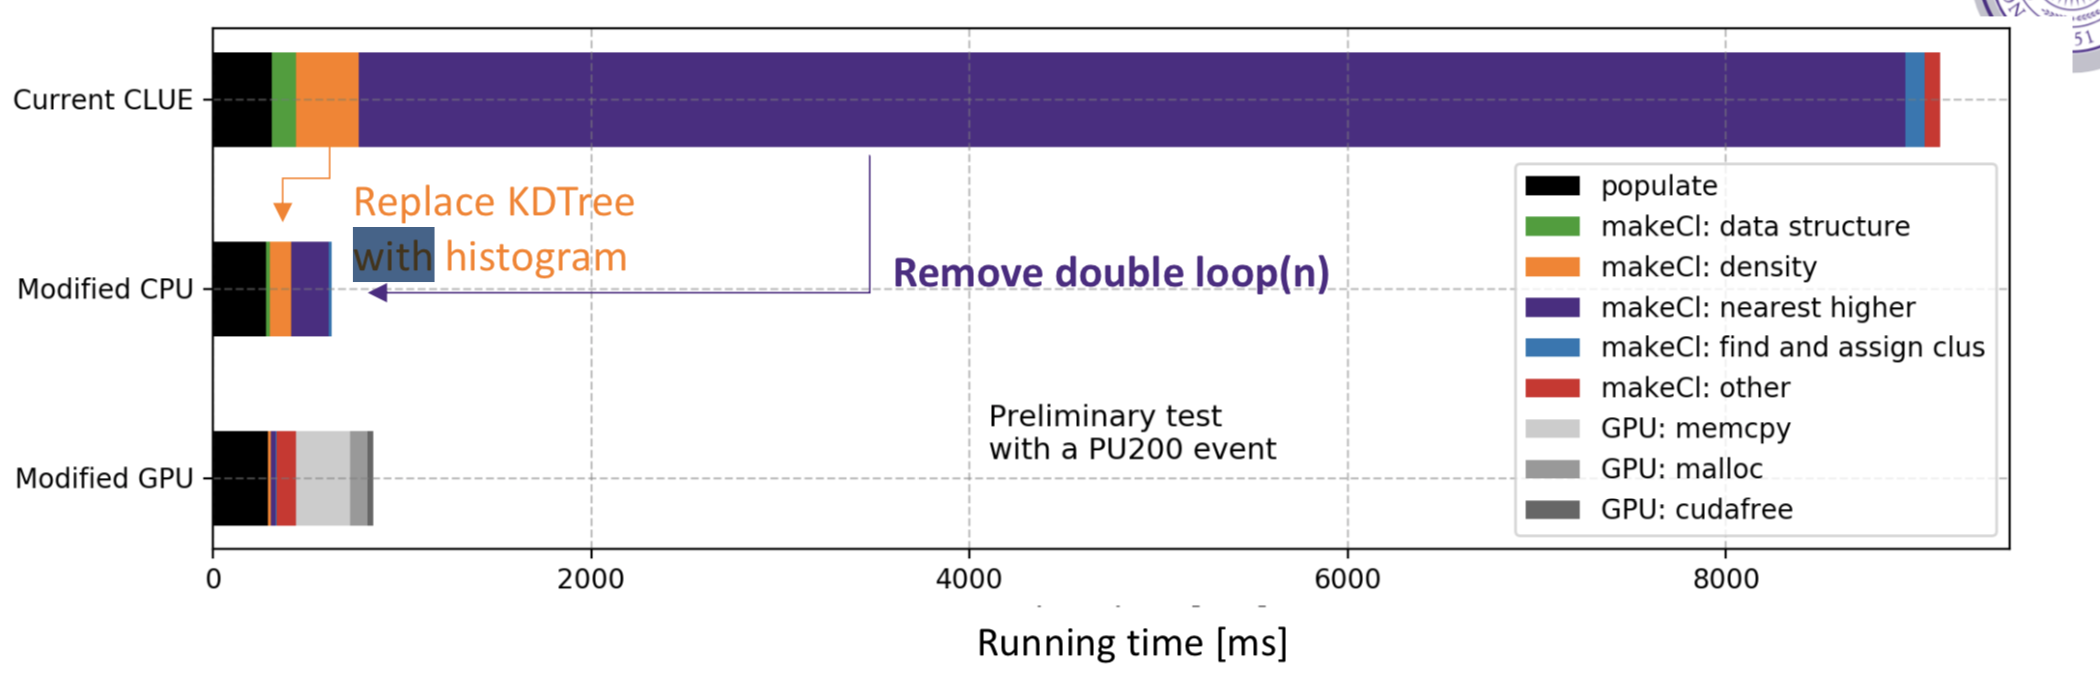 51
Current CLUE
Replace KDTree
with histogram
Modified CPU
Remove double loop(n)
Preliminary test
with a PU200 event
Modified GPU
populate
makeCl: data structure
makeCl: density
makeCl: nearest higher
makeCl: find and assign clus
makeCl: other
GPU: memcpy
GPU: malloc
GPU: cudafree
0 2000 4000 6000 8000
Running time [ms]